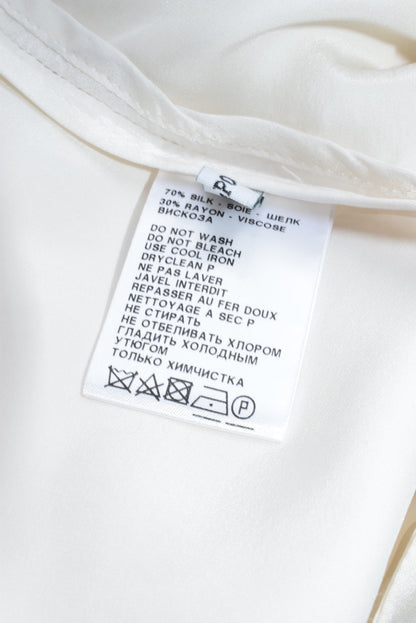 70% SILK - SOIE - ШЕЛК
30% RAYON - VISCOSE
ВИСКОЗА
DO NOT WASH
DO NOT BLEACH
USE COOL IRON
DRYCLEAN P
NE PAS LAVER
JAVEL INTERDIT
REPASSER AU FER DOUX
NETTOYAGE A SEC P
НЕ СТИРАТЬ
НЕ ОТБЕЛИВАТЬ ХЛОРОМ
ГЛАДИТЬ ХОЛОДНЫМ
УТЮГОМ
ТОЛЬКО ХИМЧИСТКА
P